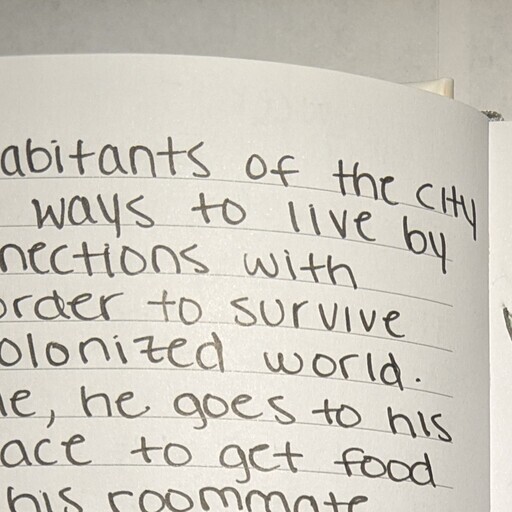 abitants of the city
ways to live by
nections with
order to survive
olonized world.
le, he goes to his
ace to get food
his roommate